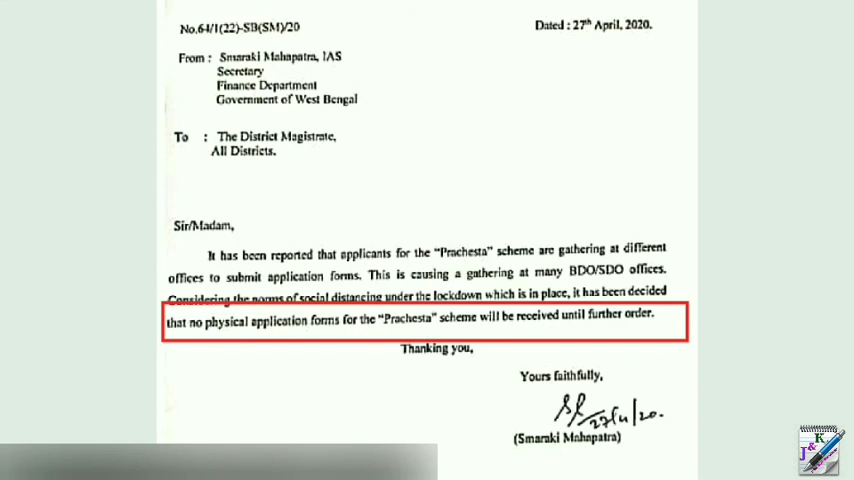 No.64/1(22)-SB(SM)/20
Dated : 27th April, 2020.
From : Smaraki Mahapatra, IAS
Secretary
Finance Department
Government of West Bengal
To : The District Magistrate,
All Districts.
Sir/Madam,
It has been reported that applicants for the "Prachesta" scheme are gathering at different
offices to submit application forms. This is causing a gathering at many BDO/SDO offices.
Considering the norms of social distancing under the lockdown which is in place, it has been decided
that no physical application forms for the "Prachesta" scheme will be received until further order.
Thanking you,
Yours faithfully,
27/4/20.
(Smaraki Mahapatra)
J&K